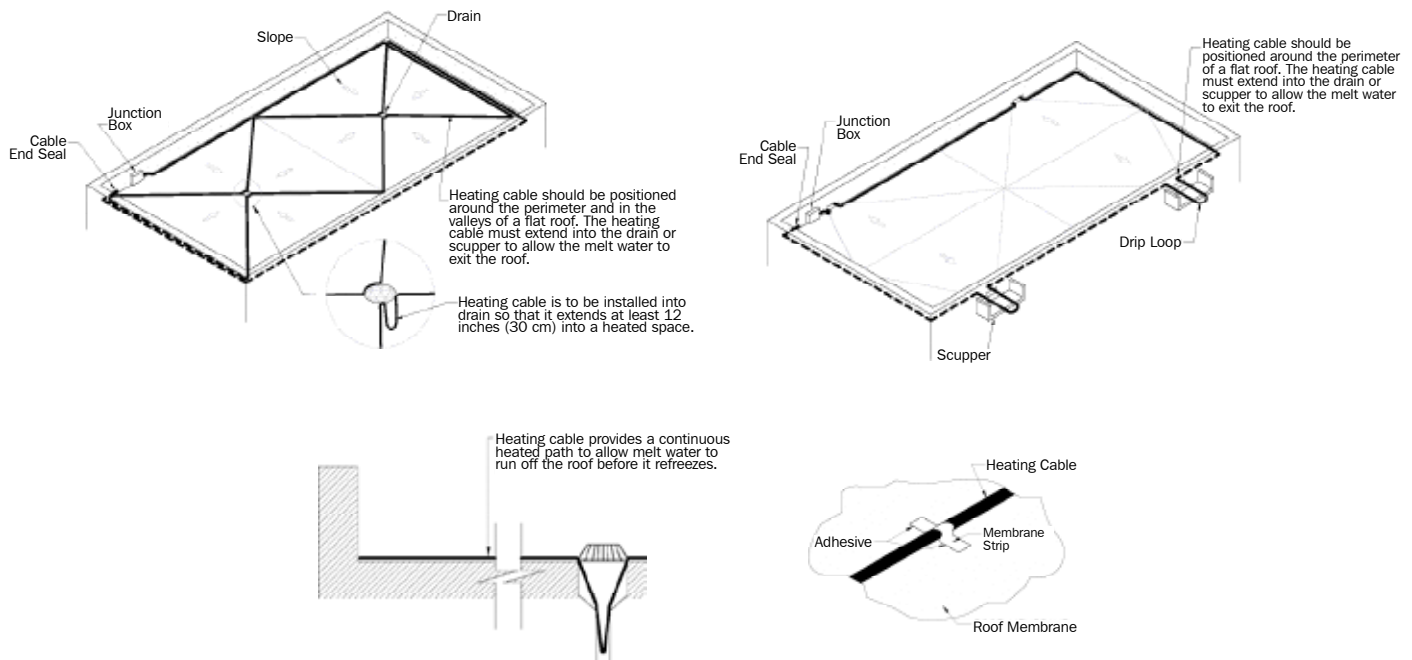 Drain
Slope
Junction
Box
Cable
End Seal
Heating cable should be positioned
around the perimeter and in the
valleys of a flat roof. The heating
cable must extend into the drain or
scupper to allow the melt water to
exit the roof.
Heating cable is to be installed into
drain so that it extends at least 12
inches (30 cm) into a heated space.
Heating cable should be
positioned around the perimeter
of a flat roof. The heating cable
must extend into the drain or
scupper to allow the melt water
to exit the roof.
Junction
Box
Cable
End Seal
Drip Loop
Scupper
Heating cable provides a continuous
heated path to allow melt water to
run off the roof before it refreezes.
Heating Cable
Adhesive
Membrane
Strip
Roof Membrane